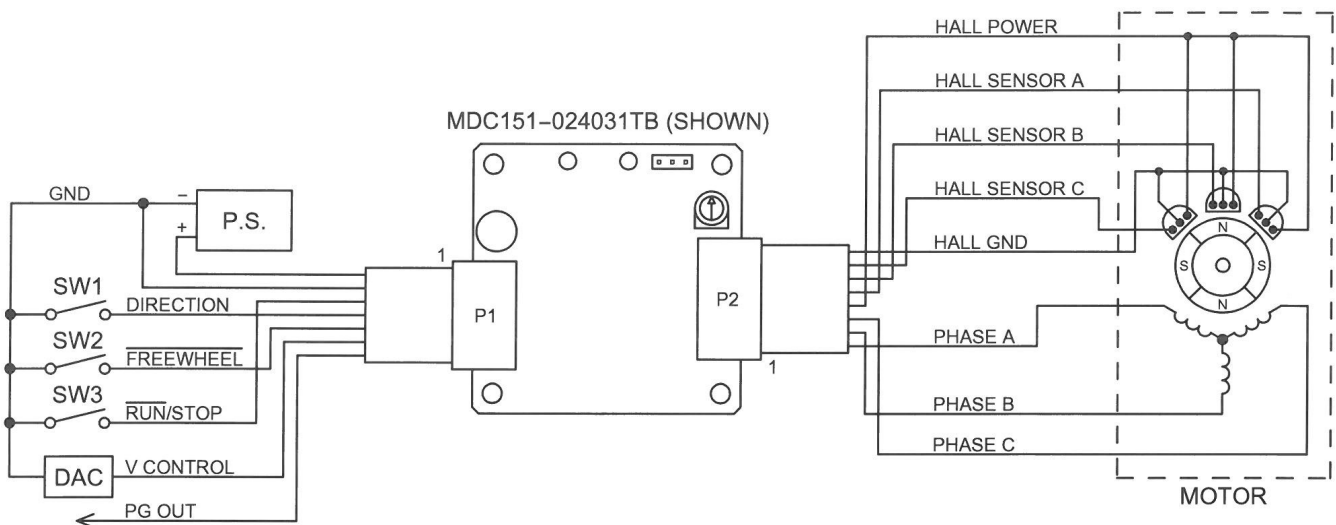 HALL POWER
HALL SENSOR A
MDC151-024031TB (SHOWN)
HALL SENSOR B
GND
–
P.S.
+
HALL SENSOR C
HALL GND
1
N
S
S
N
SW1
DIRECTION
P1
P2
SW2
FREEWHEEL
PHASE A
1
SW3
RUN/STOP
PHASE B
PHASE C
DAC
V CONTROL
PG OUT
MOTOR